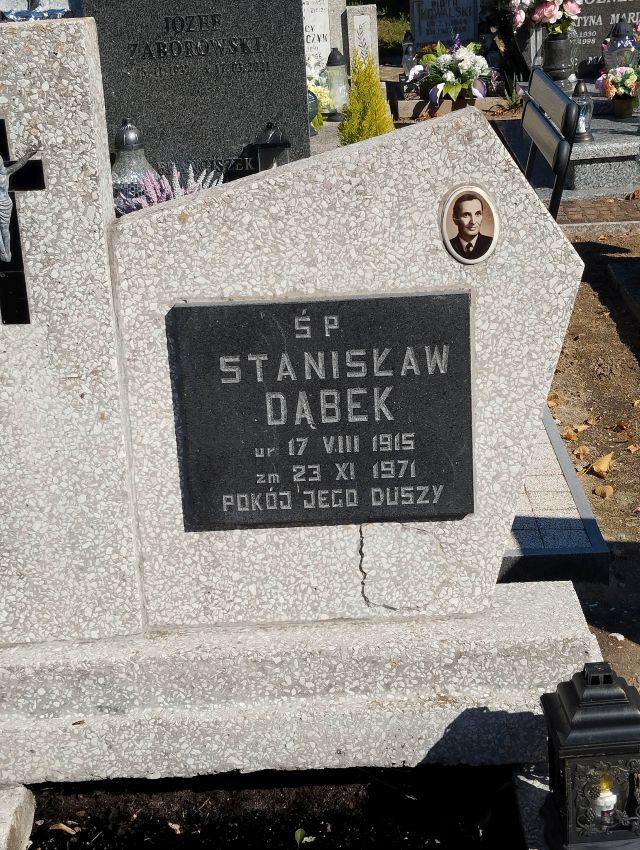 JÓZEF
ZABOROWSKI
ŚP
STANISŁAW
DĄBEK
ur 17 VIII 1915
zm 23 XI 1971
POKÓJ JEGO DUSZY